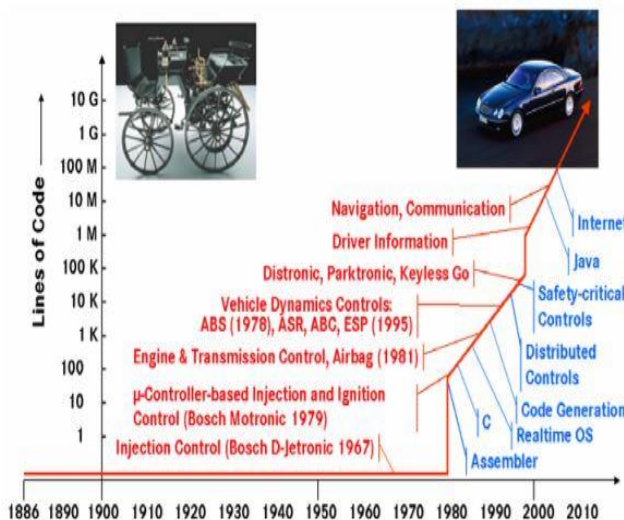 Lines of Code
10 G
1 G
100 M
10 M
1 M
100 K
10 K
1 K
100
10
1
Navigation, Communication
Driver Information
Distronic, Parktronic, Keyless Go
Vehicle Dynamics Controls:
ABS (1978), ASR, ABC, ESP (1995)
Engine & Transmission Control, Airbag (1981)
µ-Controller-based Injection and Ignition
Control (Bosch Motronic 1979)
Injection Control (Bosch D-Jetronic 1967)
Internet
Java
Safety-critical
Controls
Distributed
Controls
Code Generation
Realtime OS
C
Assembler
1886 1890 1900 1910 1920 1930 1940 1950 1960 1970 1980 1990 2000 2010